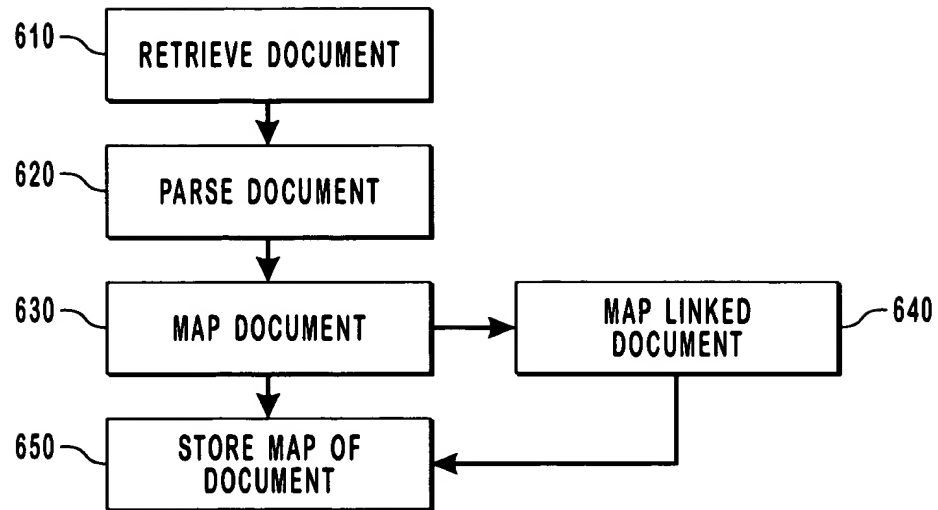 610
RETRIEVE DOCUMENT
620
PARSE DOCUMENT
630
MAP DOCUMENT
MAP LINKED
DOCUMENT
640
650
STORE MAP OF
DOCUMENT